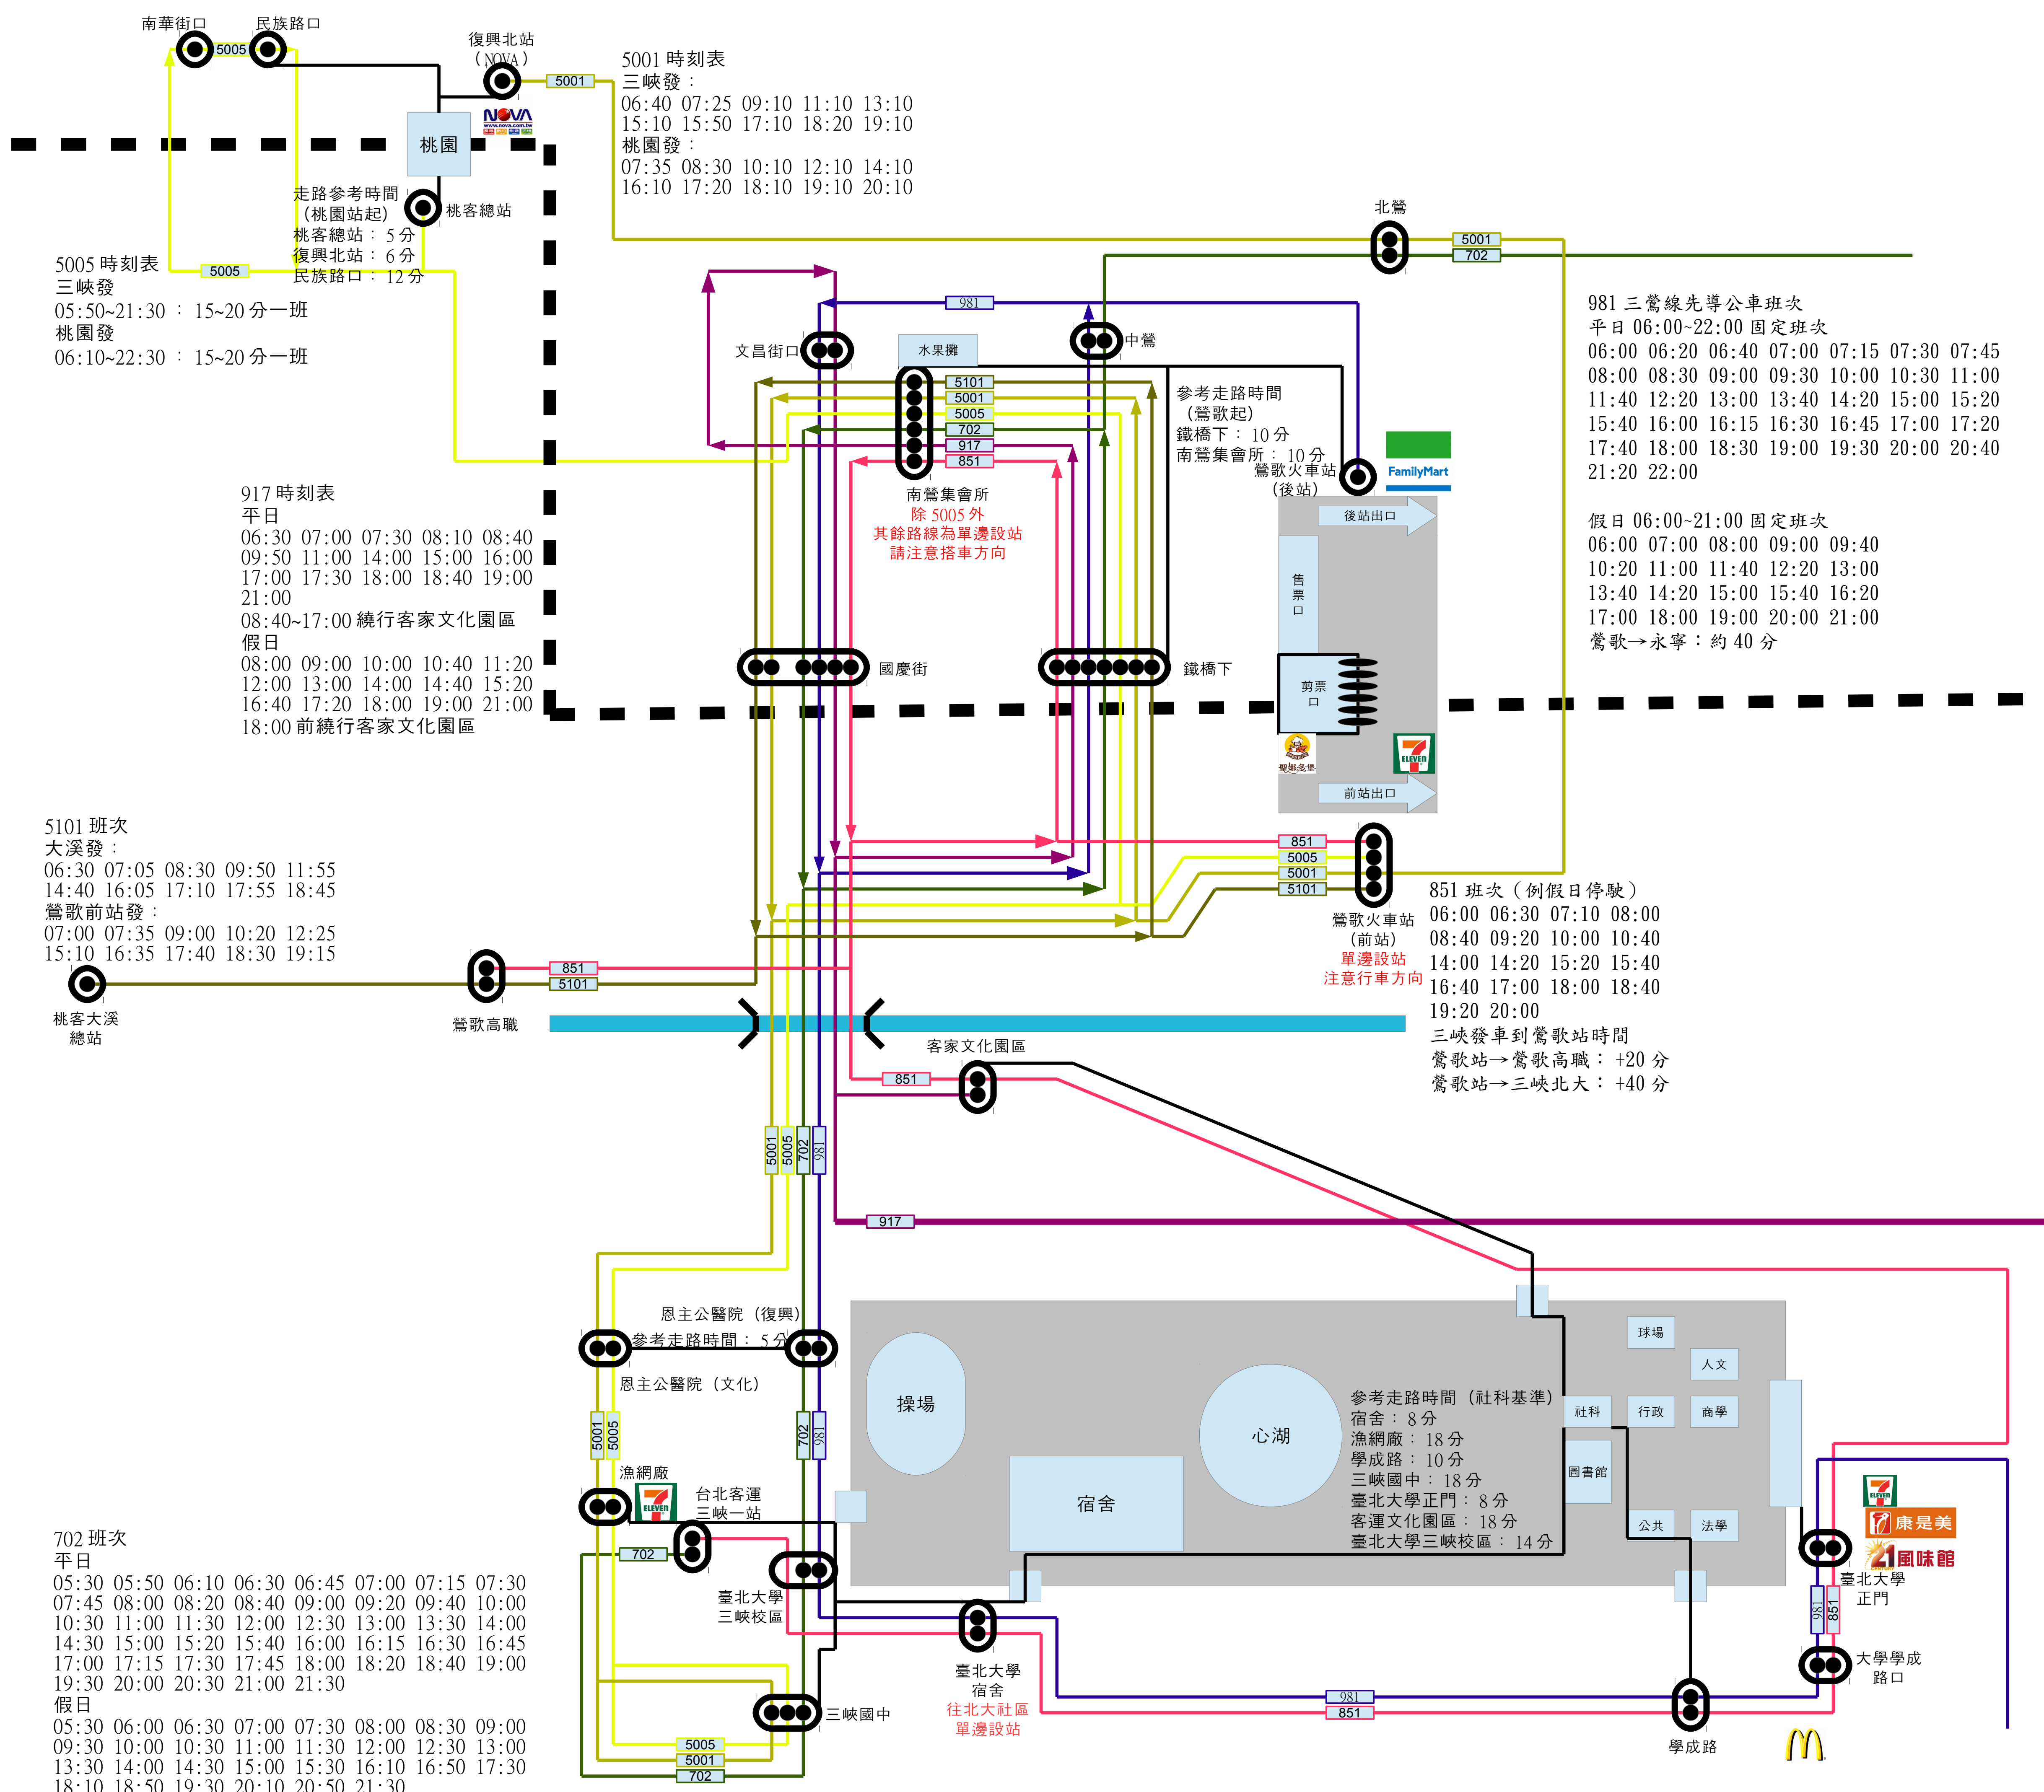 南華街口
民族路口
5005
復興北站
（NOVA）
5001
NOVA
www.nova.com.tw
桃園
桃客總站
走路參考時間
（桃園站起）
桃客總站：5分
復興北站：6分
民族路口：12分
5005
5005 時刻表
三峽發
05:50~21:30 : 15~20分一班
桃園發
06:10~22:30 : 15~20分一班
5001 時刻表
三峽發：
06:40 07:25 09:10 11:10 13:10
15:10 15:50 17:10 18:20 19:10
桃園發：
07:35 08:30 10:10 12:10 14:10
16:10 17:20 18:10 19:10 20:10
北鶯
5001
702
981
文昌街口
水果攤
中鶯
5101
5001
5005
702
917
851
南鶯集會所
除 5005 外
其餘路線為單邊設站
請注意搭車方向
參考走路時間
（鶯歌起）
鐵橋下：10分
南鶯集會所：10分
鶯歌火車站
（後站）
FamilyMart
後站出口
售票口
剪票口
聖娜多堡
7
ELEVEN
前站出口
981 三鶯線先導公車班次
平日 06:00~22:00 固定班次
06:00 06:20 06:40 07:00 07:15 07:30 07:45
08:00 08:30 09:00 09:30 10:00 10:30 11:00
11:40 12:20 13:00 13:40 14:20 15:00 15:20
15:40 16:00 16:15 16:30 16:45 17:00 17:20
17:40 18:00 18:30 19:00 19:30 20:00 20:40
21:20 22:00
假日 06:00~21:00 固定班次
06:00 07:00 08:00 09:00 09:40
10:20 11:00 11:40 12:20 13:00
13:40 14:20 15:00 15:40 16:20
17:00 18:00 19:00 20:00 21:00
鶯歌→永寧：約 40 分
917 時刻表
平日
06:30 07:00 07:30 08:10 08:40
09:50 11:00 14:00 15:00 16:00
17:00 17:30 18:00 18:40 19:00
21:00
08:40~17:00 繞行客家文化園區
假日
08:00 09:00 10:00 10:40 11:20
12:00 13:00 14:00 14:40 15:20
16:40 17:20 18:00 19:00 21:00
18:00 前繞行客家文化園區
國慶街
鐵橋下
851
5005
5001
5101
鶯歌火車站
（前站）
單邊設站
注意行車方向
851 班次（例假日停駛）
06:00 06:30 07:10 08:00
08:40 09:20 10:00 10:40
14:00 14:20 15:20 15:40
16:40 17:00 18:00 18:40
19:20 20:00
三峽發車到鶯歌站時間
鶯歌站→鶯歌高職：+20 分
鶯歌站→三峽北大：+40 分
5101 班次
大溪發：
06:30 07:05 08:30 09:50 11:55
14:40 16:05 17:10 17:55 18:45
鶯歌前站發：
07:00 07:35 09:00 10:20 12:25
15:10 16:35 17:40 18:30 19:15
桃客大溪
總站
鶯歌高職
851
5101
客家文化園區
851
5001
5005
702
981
917
恩主公醫院（復興）
參考走路時間：5分
恩主公醫院（文化）
5001
5005
702
981
漁網廠
7
ELEVEN
台北客運
三峽一站
702
臺北大學
三峽校區
操場
宿舍
心湖
參考走路時間（社科基準）
宿舍：8分
漁網廠：18分
學成路：10分
三峽國中：18分
臺北大學正門：8分
客運文化園區：18分
臺北大學三峽校區：14分
球場
人文
社科
行政
商學
圖書館
公共
法學
7
ELEVEN
康是美
21
CENTURY
風味館
臺北大學
正門
981
851
大學學成
路口
臺北大學
宿舍
往北大社區
單邊設站
981
851
學成路
三峽國中
5005
5001
702
702 班次
平日
05:30 05:50 06:10 06:30 06:45 07:00 07:15 07:30
07:45 08:00 08:20 08:40 09:00 09:20 09:40 10:00
10:30 11:00 11:30 12:00 12:30 13:00 13:30 14:00
14:30 15:00 15:20 15:40 16:00 16:15 16:30 16:45
17:00 17:15 17:30 17:45 18:00 18:20 18:40 19:00
19:30 20:00 20:30 21:00 21:30
假日
05:30 06:00 06:30 07:00 07:30 08:00 08:30 09:00
09:30 10:00 10:30 11:00 11:30 12:00 12:30 13:00
13:30 14:00 14:30 15:00 15:30 16:10 16:50 17:30
18:10 18:50 19:30 20:10 20:50 21:30